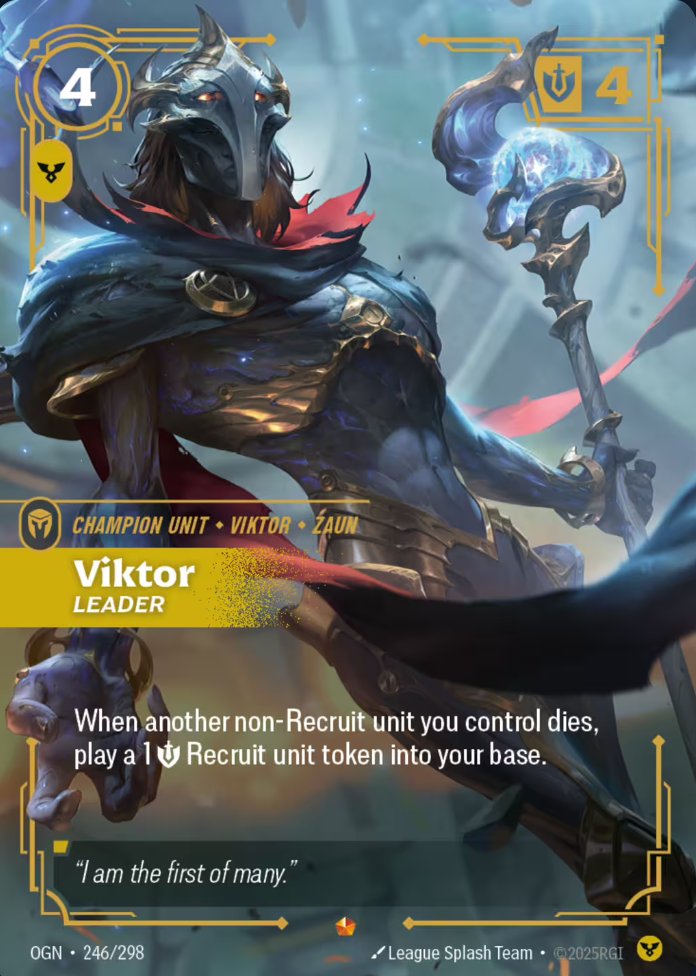 4
4
CHAMPION UNIT • VIKTOR • ŹAUN
Viktor
LEADER
When another non-Recruit unit you control dies,
play a 1 Recruit unit token into your base.
“I am the first of many.”
OGN • 246/298
League Splash Team • ©2025RGI